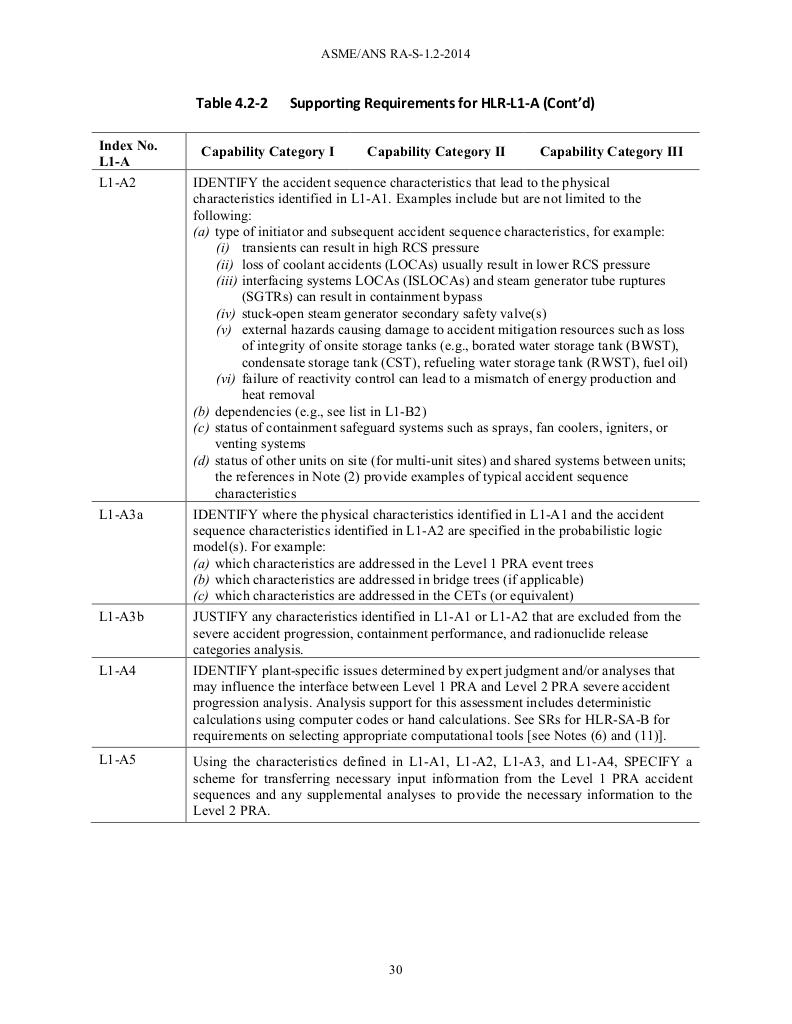 ASME/ANS RA-S-1.2-2014
Table 4.2-2 Supporting Requirements for HLR-L1-A (Cont'd)
Index No.
L1-A
Capability Category I Capability Category II Capability Category III
L1-A2
IDENTIFY the accident sequence characteristics that lead to the physical
characteristics identified in L1-A1. Examples include but are not limited to the
following:
(a) type of initiator and subsequent accident sequence characteristics, for example:
(i) transients can result in high RCS pressure
(ii) loss of coolant accidents (LOCAs) usually result in lower RCS pressure
(iii) interfacing systems LOCAs (ISLOCAs) and steam generator tube ruptures
(SGTRs) can result in containment bypass
(iv) stuck-open steam generator secondary safety valve(s)
(v) external hazards causing damage to accident mitigation resources such as loss
of integrity of onsite storage tanks (e.g., borated water storage tank (BWST),
condensate storage tank (CST), refueling water storage tank (RWST), fuel oil)
(vi) failure of reactivity control can lead to a mismatch of energy production and
heat removal
(b) dependencies (e.g., see list in L1-B2)
(c) status of containment safeguard systems such as sprays, fan coolers, igniters, or
venting systems
(d) status of other units on site (for multi-unit sites) and shared systems between units;
the references in Note (2) provide examples of typical accident sequence
characteristics
L1-A3a
IDENTIFY where the physical characteristics identified in L1-A1 and the accident
sequence characteristics identified in L1-A2 are specified in the probabilistic logic
model(s). For example:
(a) which characteristics are addressed in the Level 1 PRA event trees
(b) which characteristics are addressed in bridge trees (if applicable)
(c) which characteristics are addressed in the CETs (or equivalent)
L1-A3b
JUSTIFY any characteristics identified in L1-A1 or L1-A2 that are excluded from the
severe accident progression, containment performance, and radionuclide release
categories analysis.
L1-A4
IDENTIFY plant-specific issues determined by expert judgment and/or analyses that
may influence the interface between Level 1 PRA and Level 2 PRA severe accident
progression analysis. Analysis support for this assessment includes deterministic
calculations using computer codes or hand calculations. See SRs for HLR-SA-B for
requirements on selecting appropriate computational tools [see Notes (6) and (11)].
L1-A5
Using the characteristics defined in L1-A1, L1-A2, L1-A3, and L1-A4, SPECIFY a
scheme for transferring necessary input information from the Level 1 PRA accident
sequences and any supplemental analyses to provide the necessary information to the
Level 2 PRA.
30